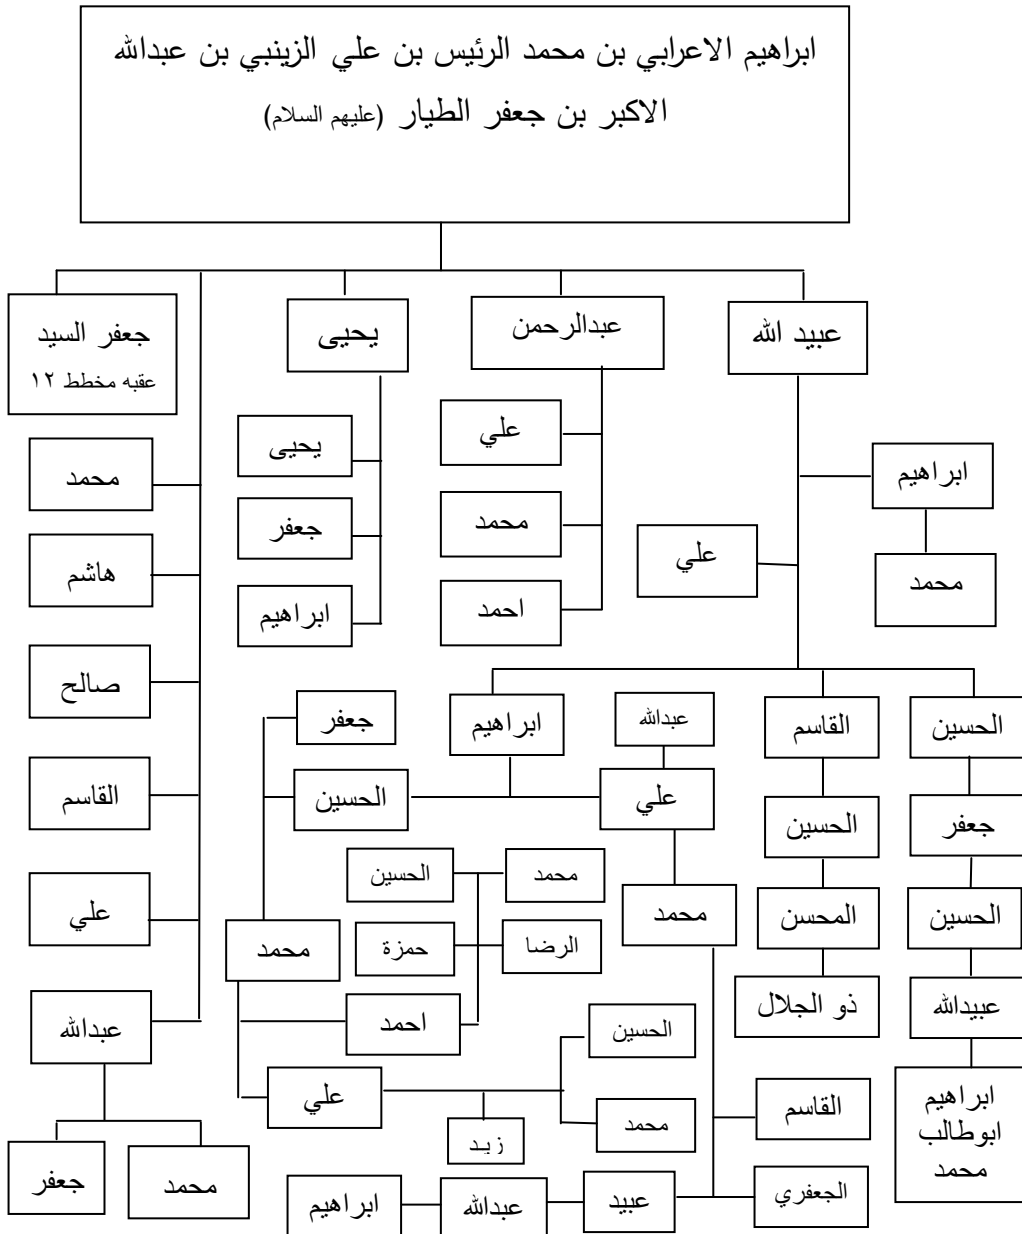 ابراهيم الاعرابي بن محمد الرئيس بن علي الزينبي بن عبدالله
الاكبر بن جعفر الطيار (عليهم السلام)
عبيد الله
عبدالرحمن
يحيى
جعفر السيد
عقبه مخطط ١٢
ابراهيم
محمد
علي
علي
محمد
احمد
يحيى
جعفر
ابراهيم
محمد
هاشم
صالح
القاسم
علي
عبدالله
محمد
جعفر
الحسين
القاسم
ابراهيم
عبدالله
جعفر
علي
الحسين
جعفر
الحسين
الحسين
المحسن
عبيدالله
ذو الجلال
ابراهيم
ابوطالب
محمد
محمد
محمد
محمد
الحسين
الرضا
حمزة
احمد
علي
الحسين
محمد
زيد
القاسم
الجعفري
عبيد
عبدالله
ابراهيم